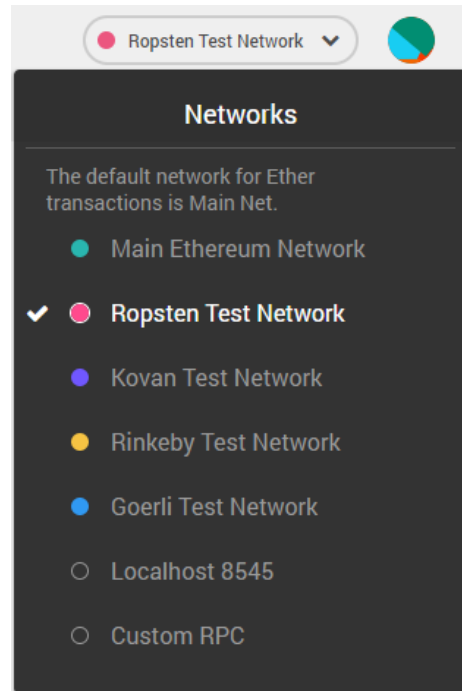 Ropsten Test Network
Networks
The default network for Ether
transactions is Main Net.
Main Ethereum Network
Ropsten Test Network
Kovan Test Network
Rinkeby Test Network
Goerli Test Network
Localhost 8545
Custom RPC